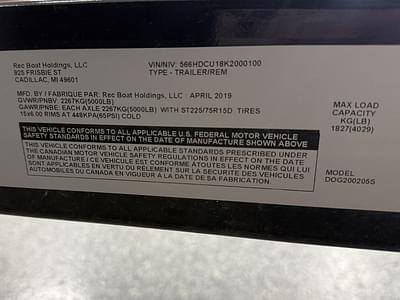 Rec Boat Holdings, LLC
925 FRISBIE ST
CADILLAC, MI 49601
VIN/NIV: 566HDCU18K2000100
TYPE - TRAILER/REM
MFD. BY / FABRIQUE PAR: Rec Boat Holdings, LLC : APRIL 2019
GVWR/PNBV: 2267KG(5000LB)
GAWR/PNBE: EACH AXLE 2267KG(5000LB) WITH ST225/75R15D TIRES
15x6.00 RIMS AT 448KPA(65PSI) COLD
MAX LOAD
CAPACITY
KG(LB)
1827(4029)
THIS VEHICLE CONFORMS TO ALL APPLICABLE U.S. FEDERAL MOTOR VEHICLE
SAFETY STANDARDS IN EFFECT ON THE DATE OF MANUFACTURE SHOWN ABOVE
THIS VEHICLE CONFORMS TO ALL APPLICABLE STANDARDS PRESCRIBED UNDER
THE CANADIAN MOTOR VEHICLE SAFETY REGULATIONS IN EFFECT ON THE DATE
OF MANUFACTURE / CE VEHICULE EST CONFORME ÀTOUTES LES NORMES QUI LUI
SONT APPLICABLES EN VERTU DU RÈGLEMENT SUR LA SECURITE DES VEHICULES
AUTOMOBILES DU CANADA EN VIGUEUR À LA DATE DE SA FABRICATION
MODEL
DOG200205S